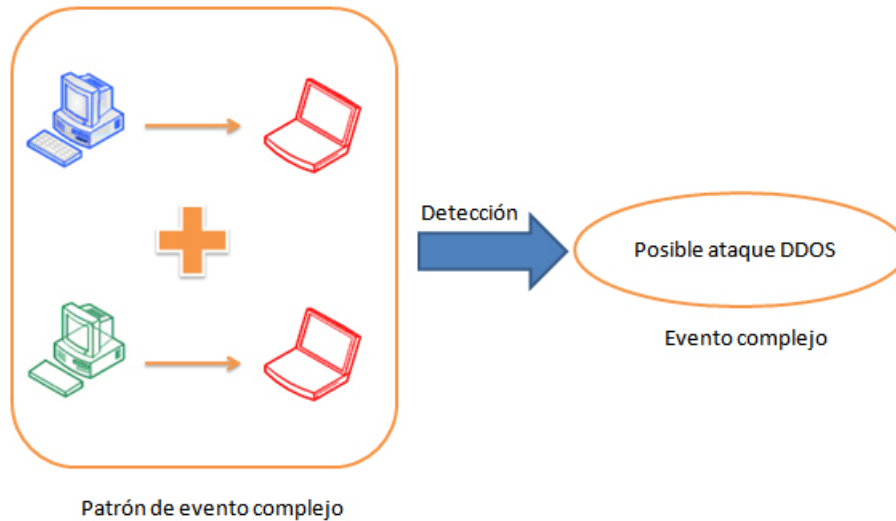 Detección
Posible ataque DDOS
Evento complejo
Patrón de evento complejo